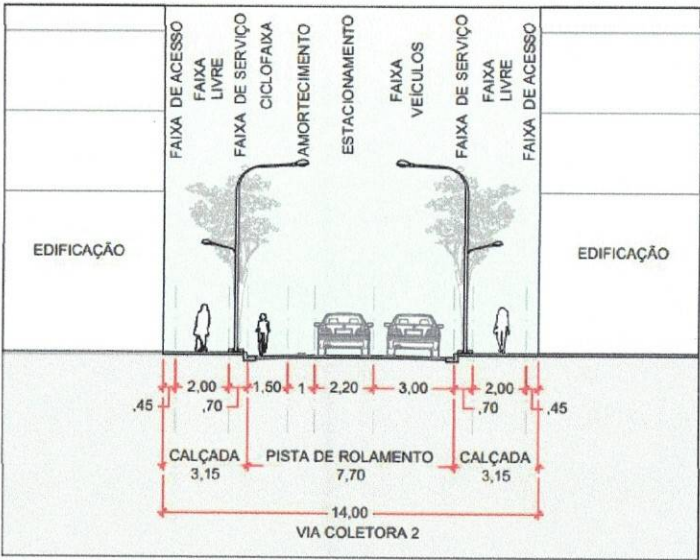 FAIXA DE ACESSO
FAIXA
LIVRE
FAIXA DE SERVIÇO
CICLOFAIXA
AMORTECIMENTO
ESTACIONAMENTO
FAIXA
VEÍCULOS
FAIXA DE SERVIÇO
FAIXA
LIVRE
FAIXA DE ACESSO
EDIFICAÇÃO
EDIFICAÇÃO
2,00 1,50 1 2,20 3,00 2,00
,45 ,70 ,70 ,45
CALÇADA PISTA DE ROLAMENTO CALÇADA
3,15 7,70 3,15
14,00
VIA COLETORA 2